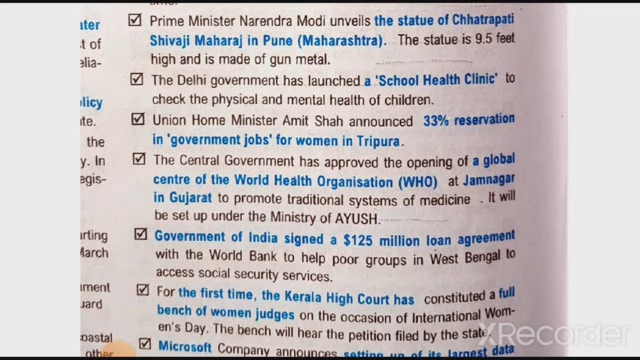 time.
ater
t of
elia-
olicy
ate.
the
y. In
egis-
arting
March
nment
uard
oastal
other
☑ Prime Minister Narendra Modi unveils the statue of Chhatrapati
Shivaji Maharaj in Pune (Maharashtra). The statue is 9.5 feet
high and is made of gun metal.
☑ The Delhi government has launched a 'School Health Clinic' to
check the physical and mental health of children.
☑ Union Home Minister Amit Shah announced 33% reservation
in 'government jobs' for women in Tripura.
☑ The Central Government has approved the opening of a global
centre of the World Health Organisation (WHO) at Jamnagar
in Gujarat to promote traditional systems of medicine . It will
be set up under the Ministry of AYUSH.
☑ Government of India signed a $125 million loan agreement
with the World Bank to help poor groups in West Bengal to
access social security services.
☑ For the first time, the Kerala High Court has constituted a full
bench of women judges on the occasion of International Wom-
en's Day. The bench will hear the petition filed by the state
☑ Microsoft Company announces setting up of its largest data
XRecorder